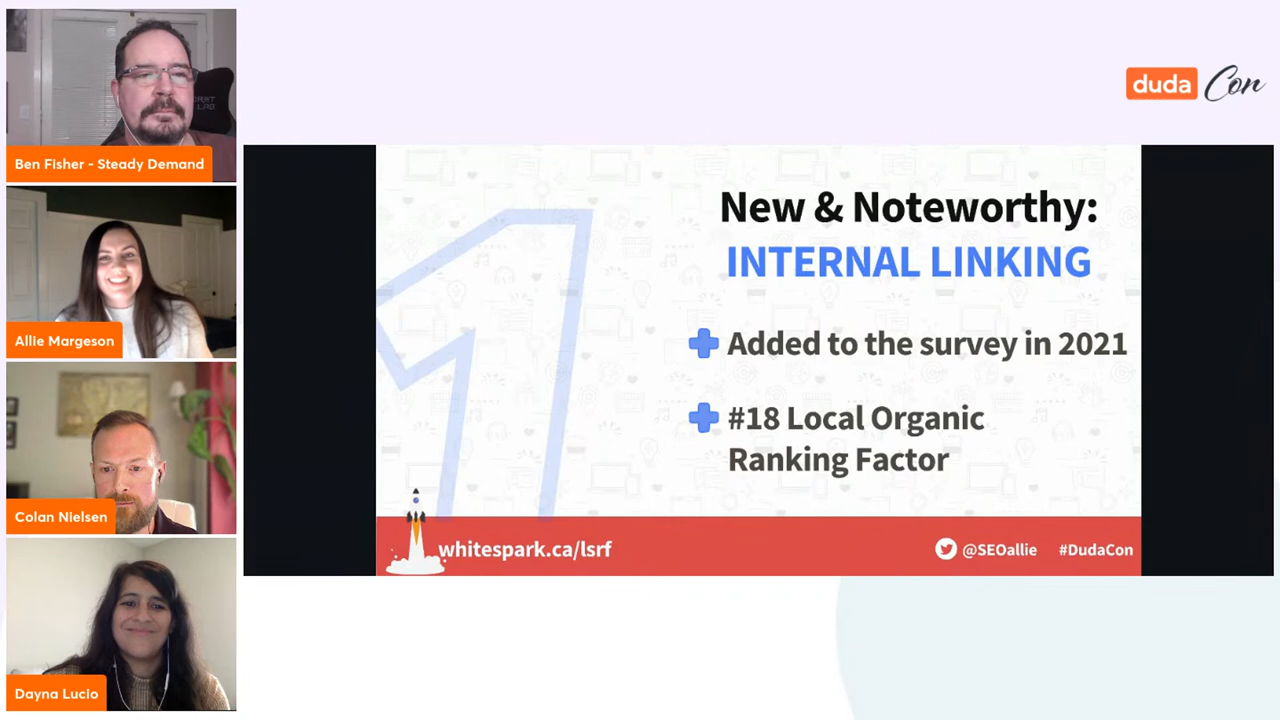 Ben Fisher - Steady Demand
Allie Margeson
Colan Nielsen
Dayna Lucio
duda Con
New & Noteworthy:
INTERNAL LINKING
Added to the survey in 2021
#18 Local Organic
Ranking Factor
1
whitespark.ca/lsrf
@SEOallie #DudaCon